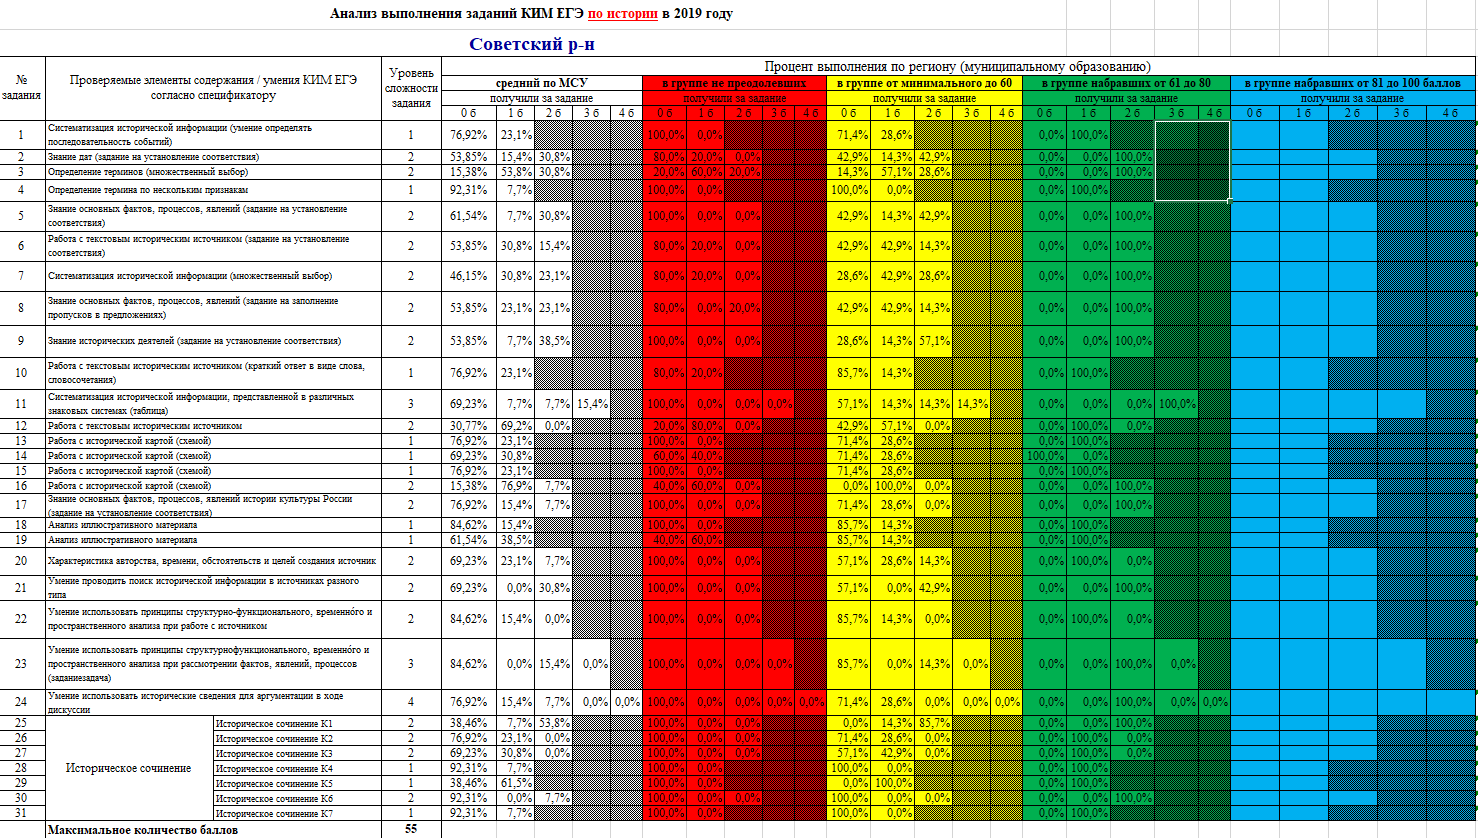 Анализ выполнения заданий КИМ ЕГЭ по истории в 2019 году
Советский р-н
№ задания
Проверяемые элементы содержания / умения КИМ ЕГЭ согласно спецификатору
Уровень сложности задания
Процент выполнения по региону (муниципальному образованию)
средний по МСУ
в группе не преодолевших
в группе от минимального до 60
в группе набравших от 61 до 80
в группе набравших от 81 до 100 баллов
получили за задание получили за задание получили за задание получили за задание получили за задание
0 б 1 б 2 б 3 б 4 б 0 б 1 б 2 б 3 б 4 б 0 б 1 б 2 б 3 б 4 б 0 б 1 б 2 б 3 б 4 б 0 б 1 б 2 б 3 б 4 б
1 Систематизация исторической информации (умение определять последовательность событий) 1 76,92% 23,1% 100,0% 0,0% 71,4% 28,6% 0,0% 100,0%
2 Знание дат (задание на установление соответствия) 2 53,85% 15,4% 30,8% 80,0% 20,0% 0,0% 42,9% 14,3% 42,9% 0,0% 0,0% 100,0%
3 Определение терминов (множественный выбор) 2 15,38% 53,8% 30,8% 20,0% 60,0% 20,0% 14,3% 57,1% 28,6% 0,0% 0,0% 100,0%
4 Определение термина по нескольким признакам 1 92,31% 7,7% 100,0% 0,0% 100,0% 0,0% 0,0% 100,0%
5 Знание основных фактов, процессов, явлений (задание на установление соответствия) 2 61,54% 7,7% 30,8% 100,0% 0,0% 0,0% 42,9% 14,3% 42,9% 0,0% 0,0% 100,0%
6 Работа с текстовым историческим источником (задание на установление соответствия) 2 53,85% 30,8% 15,4% 80,0% 20,0% 0,0% 42,9% 42,9% 14,3% 0,0% 0,0% 100,0%
7 Систематизация исторической информации (множественный выбор) 2 46,15% 30,8% 23,1% 80,0% 20,0% 0,0% 28,6% 42,9% 28,6% 0,0% 0,0% 100,0%
8 Знание основных фактов, процессов, явлений (задание на заполнение пропусков в предложениях) 2 53,85% 23,1% 23,1% 80,0% 0,0% 20,0% 42,9% 42,9% 14,3% 0,0% 0,0% 100,0%
9 Знание исторических деятелей (задание на установление соответствия) 2 53,85% 7,7% 38,5% 100,0% 0,0% 0,0% 28,6% 14,3% 57,1% 0,0% 0,0% 100,0%
10 Работа с текстовым историческим источником (краткий ответ в виде слова, словосочетания) 1 76,92% 23,1% 80,0% 20,0% 85,7% 14,3% 0,0% 100,0%
11 Систематизация исторической информации, представленной в различных знаковых системах (таблица) 3 69,23% 7,7% 7,7% 15,4% 100,0% 0,0% 0,0% 0,0% 57,1% 14,3% 14,3% 14,3% 0,0% 0,0% 0,0% 100,0%
12 Работа с текстовым историческим источником 2 30,77% 69,2% 0,0% 20,0% 80,0% 0,0% 42,9% 57,1% 0,0% 0,0% 100,0% 0,0%
13 Работа с исторической картой (схемой) 1 76,92% 23,1% 100,0% 0,0% 71,4% 28,6% 0,0% 100,0%
14 Работа с исторической картой (схемой) 1 69,23% 30,8% 60,0% 40,0% 71,4% 28,6% 100,0% 0,0%
15 Работа с исторической картой (схемой) 1 76,92% 23,1% 100,0% 0,0% 71,4% 28,6% 0,0% 100,0%
16 Работа с исторической картой (схемой) 2 15,38% 76,9% 7,7% 40,0% 60,0% 0,0% 0,0% 100,0% 0,0% 0,0% 0,0% 100,0%
17 Знание основных фактов, процессов, явлений истории культуры России (задание на установление соответствия) 2 76,92% 15,4% 7,7% 100,0% 0,0% 0,0% 71,4% 28,6% 0,0% 0,0% 0,0% 100,0%
18 Анализ иллюстративного материала 1 84,62% 15,4% 100,0% 0,0% 85,7% 14,3% 0,0% 100,0%
19 Анализ иллюстративного материала 1 61,54% 38,5% 40,0% 60,0% 85,7% 14,3% 0,0% 100,0%
20 Характеристика авторства, времени, обстоятельств и целей создания источник 2 69,23% 23,1% 7,7% 100,0% 0,0% 0,0% 57,1% 28,6% 14,3% 0,0% 100,0% 0,0%
21 Умение проводить поиск исторической информации в источниках разного типа 2 69,23% 0,0% 30,8% 100,0% 0,0% 0,0% 57,1% 0,0% 42,9% 0,0% 0,0% 100,0%
22 Умение использовать принципы структурно-функционального, временно́го и пространственного анализа при работе с источником 2 84,62% 15,4% 0,0% 100,0% 0,0% 0,0% 85,7% 14,3% 0,0% 0,0% 100,0% 0,0%
23 Умение использовать принципы структурнофункционального, временно́го и пространственного анализа при рассмотрении фактов, явлений, процессов (заданиезадача) 3 84,62% 0,0% 15,4% 0,0% 100,0% 0,0% 0,0% 0,0% 85,7% 0,0% 14,3% 0,0% 0,0% 0,0% 100,0% 0,0%
24 Умение использовать исторические сведения для аргументации в ходе дискуссии 4 76,92% 15,4% 7,7% 0,0% 0,0% 100,0% 0,0% 0,0% 0,0% 0,0% 71,4% 28,6% 0,0% 0,0% 0,0% 0,0% 0,0% 100,0% 0,0% 0,0%
Историческое сочинение
25 Историческое сочинение К1 2 38,46% 7,7% 53,8% 100,0% 0,0% 0,0% 0,0% 14,3% 85,7% 0,0% 0,0% 100,0%
26 Историческое сочинение К2 2 76,92% 23,1% 0,0% 100,0% 0,0% 0,0% 71,4% 28,6% 0,0% 0,0% 100,0% 0,0%
27 Историческое сочинение К3 2 69,23% 30,8% 0,0% 100,0% 0,0% 0,0% 57,1% 42,9% 0,0% 0,0% 100,0% 0,0%
28 Историческое сочинение К4 1 92,31% 7,7% 100,0% 0,0% 100,0% 0,0% 0,0% 100,0%
29 Историческое сочинение К5 1 38,46% 61,5% 100,0% 0,0% 0,0% 100,0% 0,0% 100,0%
30 Историческое сочинение К6 2 92,31% 0,0% 7,7% 100,0% 0,0% 0,0% 100,0% 0,0% 0,0% 0,0% 0,0% 100,0%
31 Историческое сочинение К7 1 92,31% 7,7% 100,0% 0,0% 100,0% 0,0% 0,0% 100,0%
Максимальное количество баллов 55